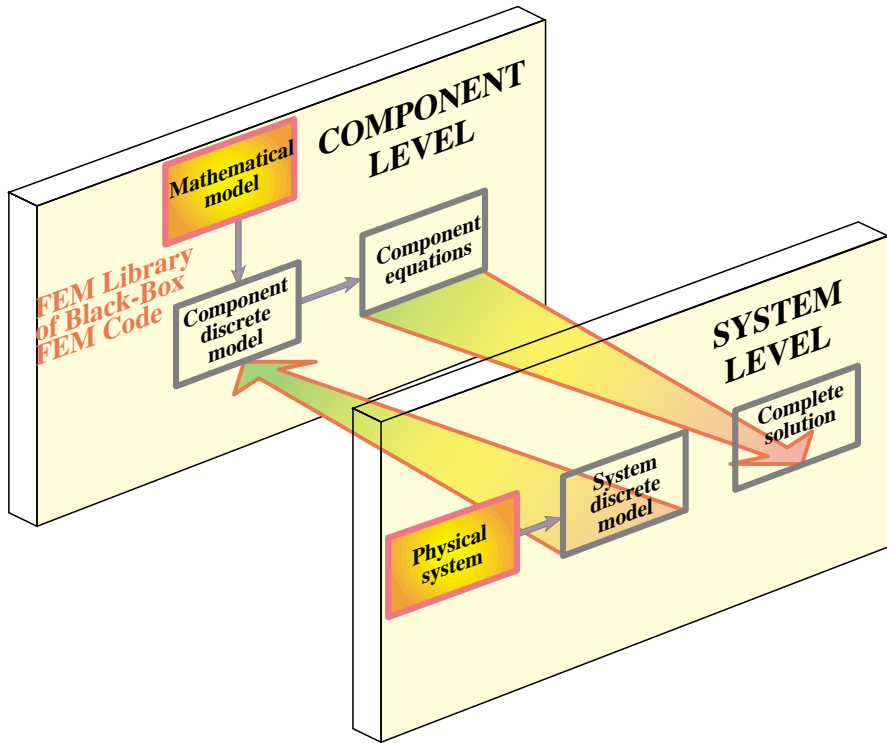 COMPONENT
LEVEL
Mathematical
model
FEM Library
of Black-Box
FEM Code
Component
discrete
model
Component
equations
SYSTEM
LEVEL
Complete
solution
System
discrete
model
Physical
system